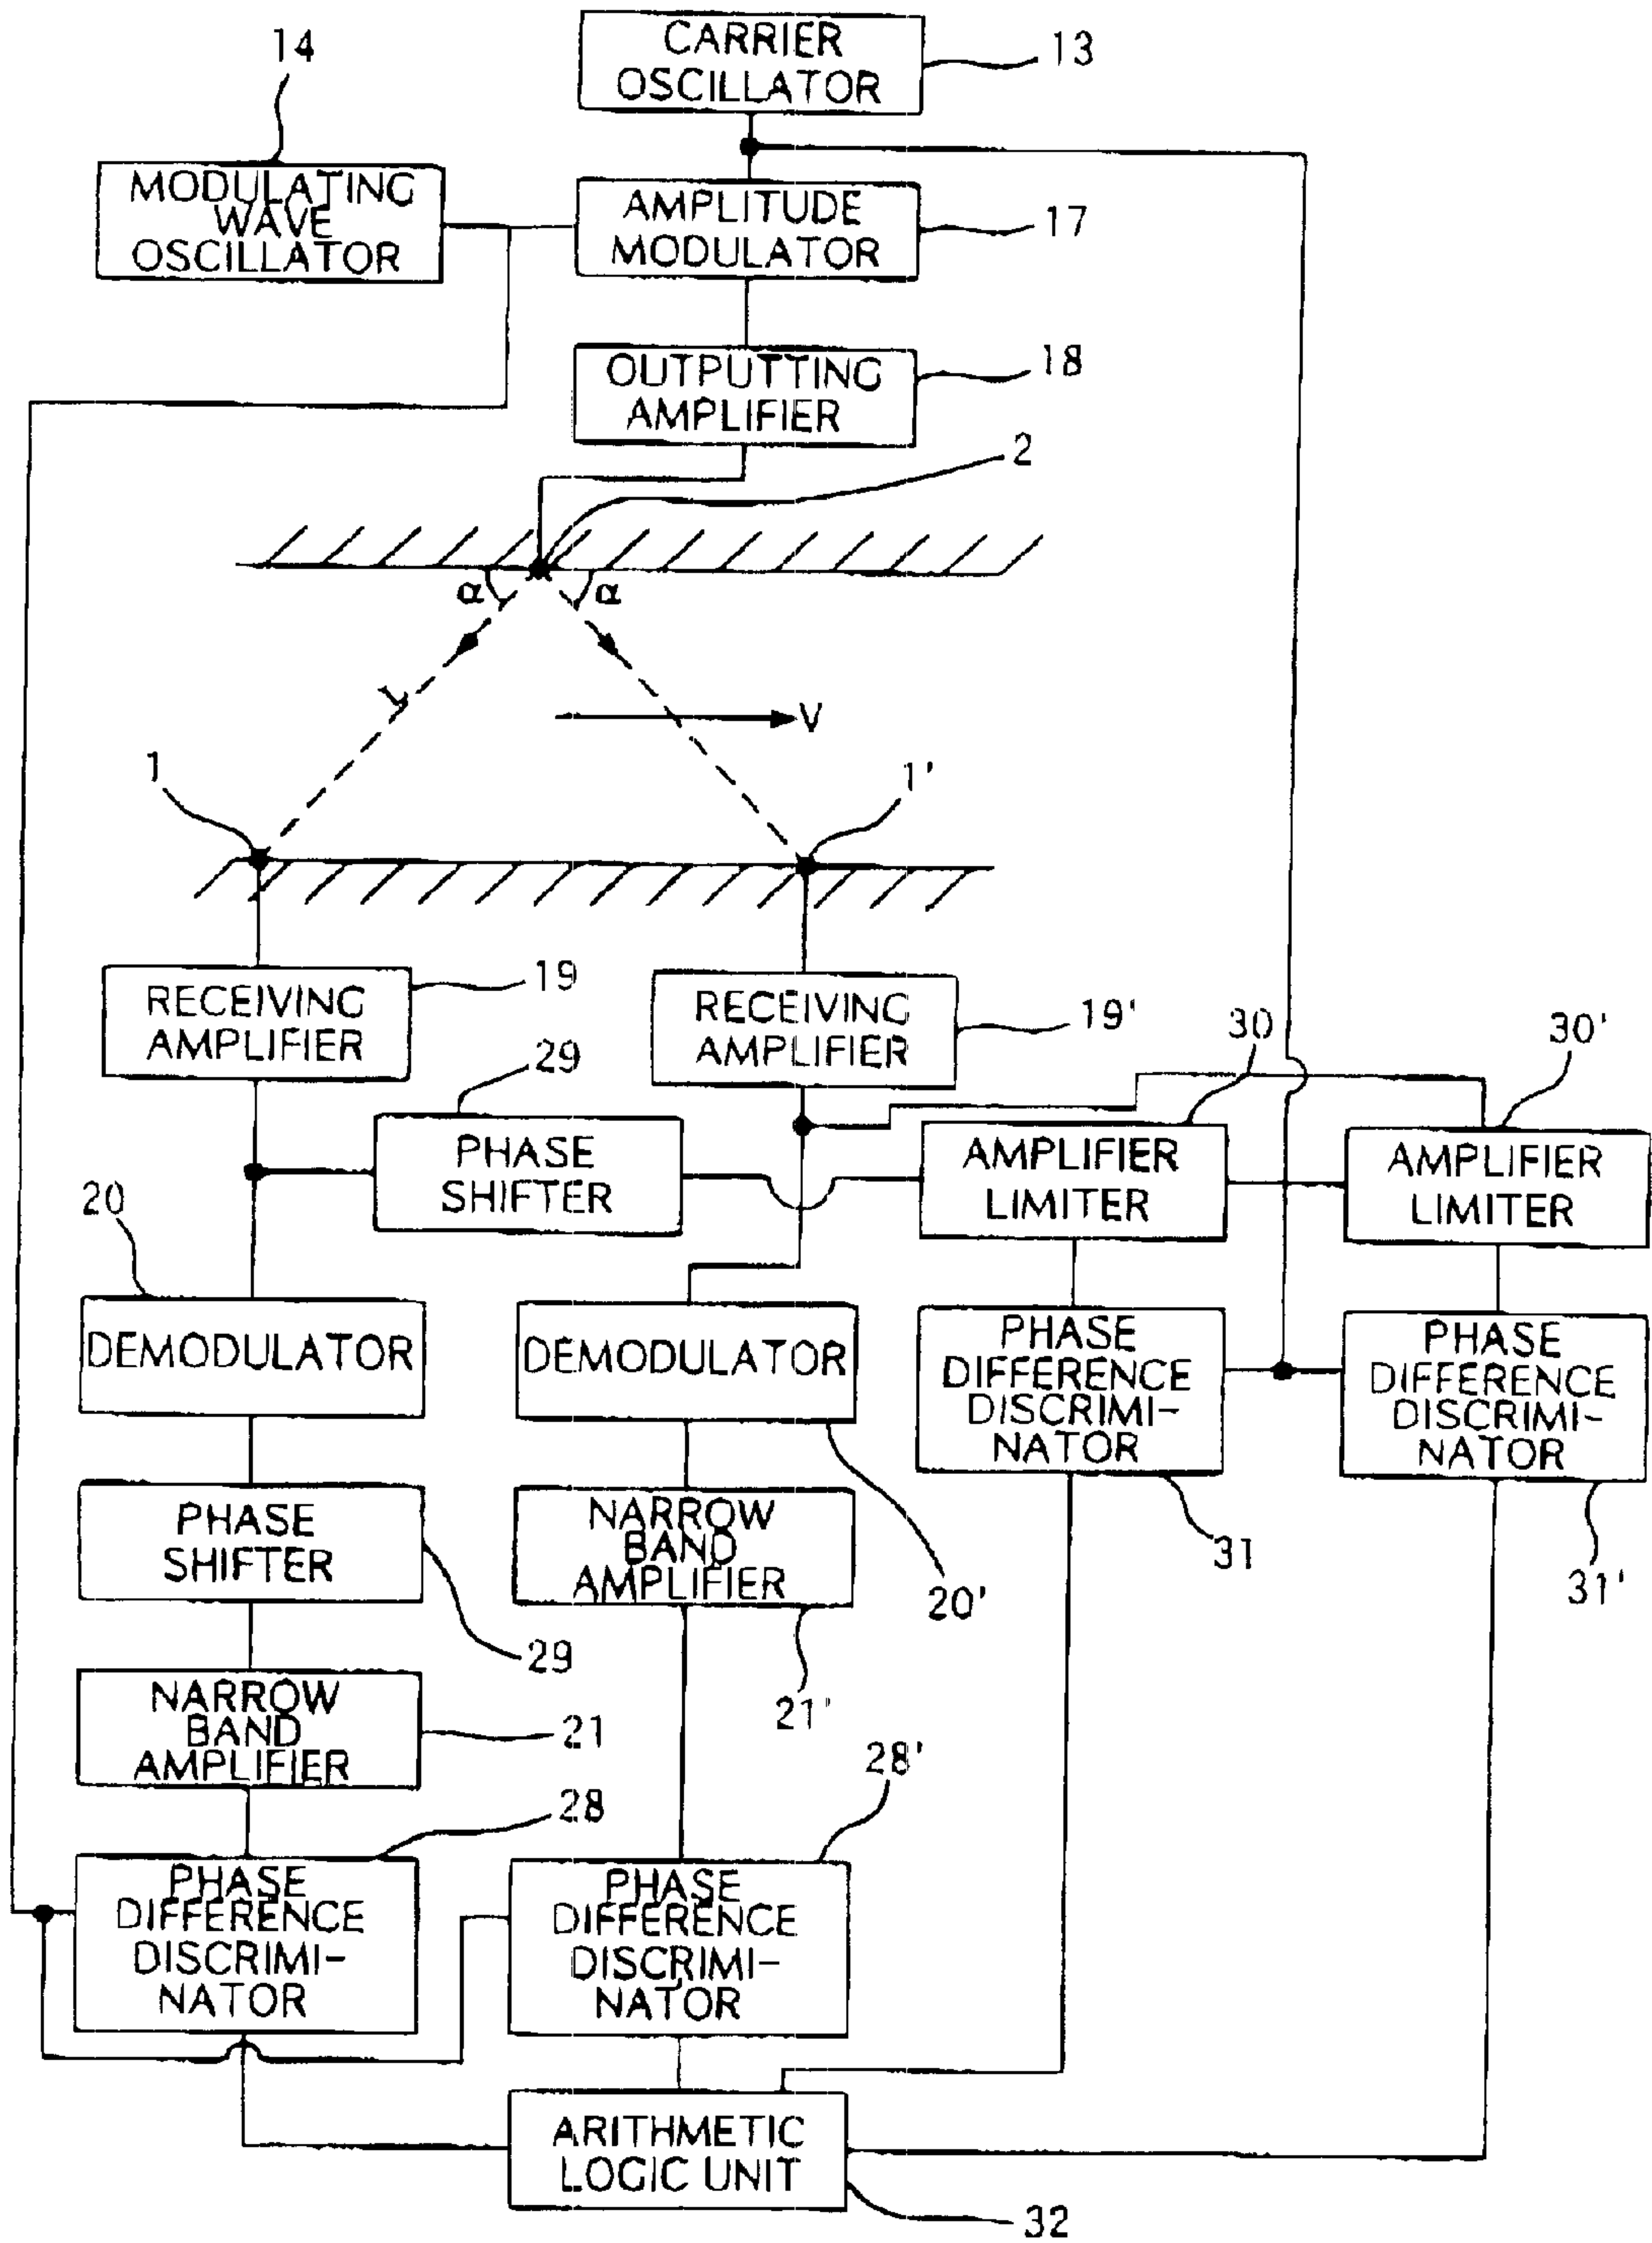 14
CARRIER
OSCILLATOR
13
MODULATING
WAVE
OSCILLATOR
AMPLITUDE
MODULATOR
17
OUTPUTTING
AMPLIFIER
18
2
α
α
L
V
1
1'
RECEIVING
AMPLIFIER
19
RECEIVING
AMPLIFIER
19'
29
30
30'
PHASE
SHIFTER
AMPLIFIER
LIMITER
AMPLIFIER
LIMITER
20
DEMODULATOR
DEMODULATOR
PHASE
DIFFERENCE
DISCRIMI-
NATOR
PHASE
DIFFERENCE
DISCRIMI-
NATOR
PHASE
SHIFTER
NARROW
BAND
AMPLIFIER
20'
31
31'
29
NARROW
BAND
AMPLIFIER
21
21'
28
28'
PHASE
DIFFERENCE
DISCRIMI-
NATOR
PHASE
DIFFERENCE
DISCRIMI-
NATOR
ARITHMETIC
LOGIC UNIT
32